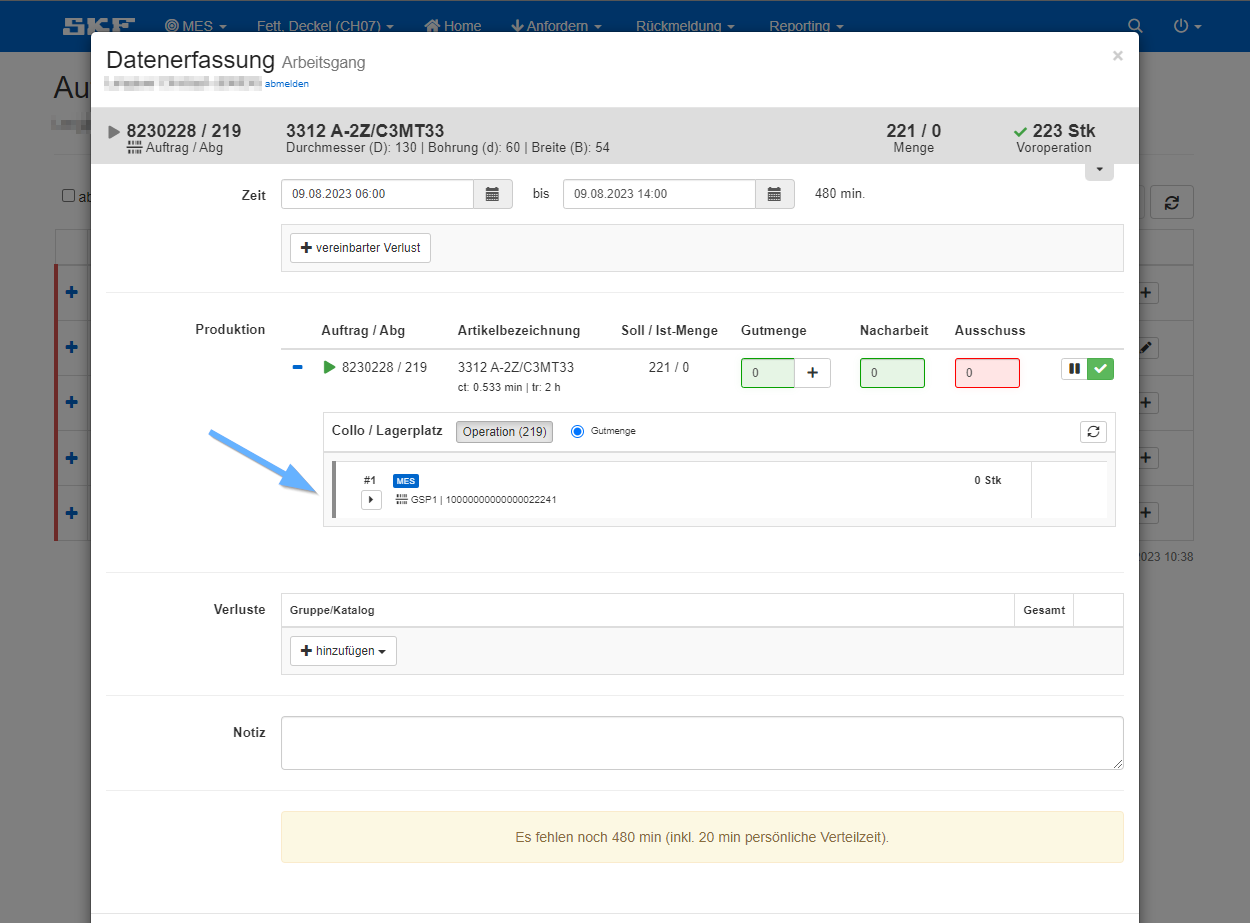 SKF MES Fett, Deckel (CH07) Home Anfordern Rückmeldung Reporting
Au
Datenerfassung Arbeitsgang
abmelden
8230228 / 219 3312 A-2Z/C3MT33 221 / 0 223 Stk
Auftrag / Abg Durchmesser (D): 130 | Bohrung (d): 60 | Breite (B): 54 Menge Voroperation
ab
Zeit 09.08.2023 06:00 bis 09.08.2023 14:00 480 min.
vereinbarter Verlust
Produktion Auftrag / Abg Artikelbezeichnung Soll / Ist-Menge Gutmenge Nacharbeit Ausschuss
8230228 / 219 3312 A-2Z/C3MT33 221 / 0 0 0 0
ct: 0.533 min | tr: 2 h
Collo / Lagerplatz Operation (219) Gutmenge
#1 MES 0 Stk
GSP1 | 10000000000000022241
023 10:38
Verluste Gruppe/Katalog Gesamt
hinzufügen
Notiz
Es fehlen noch 480 min (inkl. 20 min persönliche Verteilzeit).